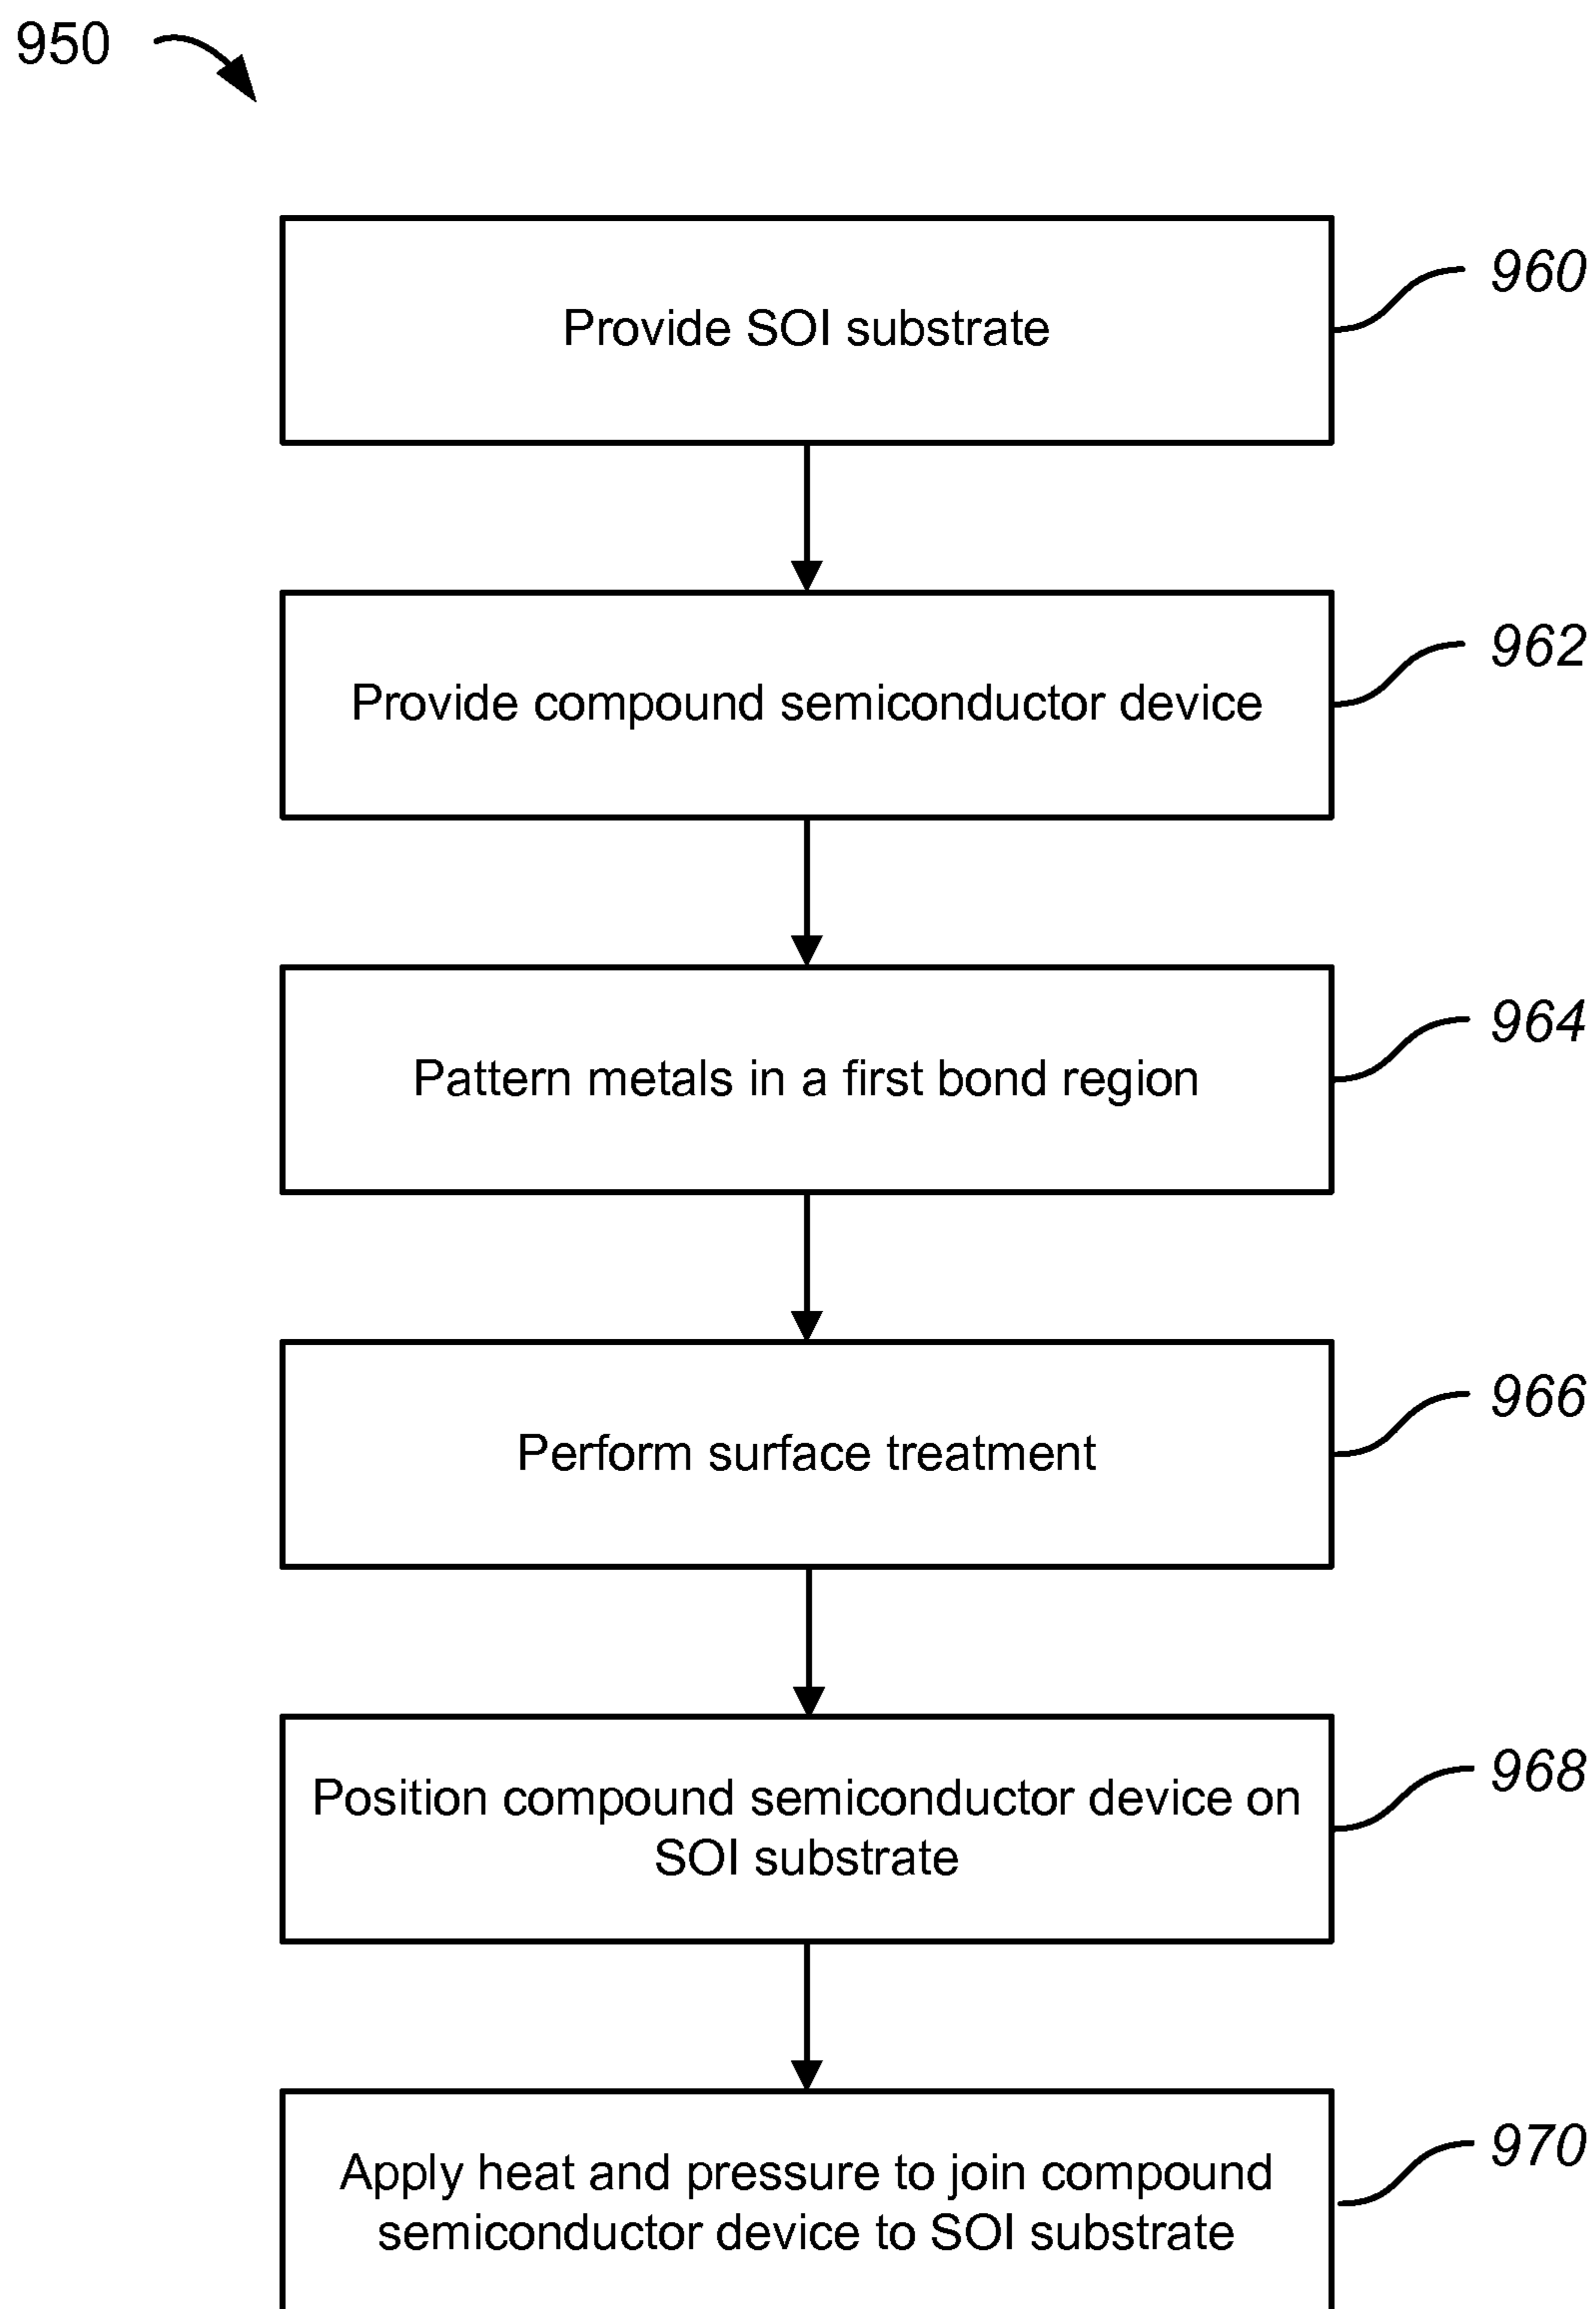 950
Provide SOI substrate
960
Provide compound semiconductor device
962
Pattern metals in a first bond region
964
Perform surface treatment
966
Position compound semiconductor device on
SOI substrate
968
Apply heat and pressure to join compound
semiconductor device to SOI substrate
970